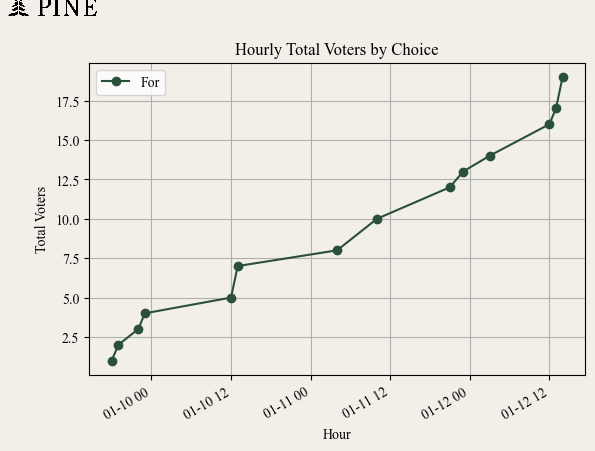 PINE
Hourly Total Voters by Choice
For
17.5
15.0
12.5
10.0
7.5
5.0
2.5
Total Voters
01-10 00
01-10 12
01-11 00
01-11 12
01-12 00
01-12 12
Hour